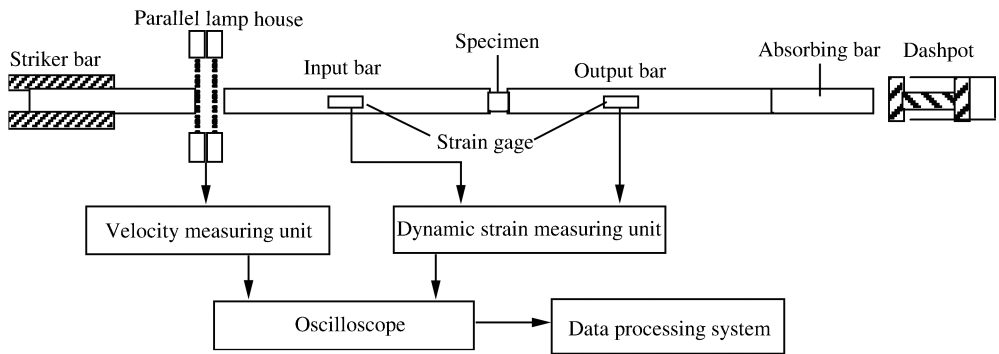 Parallel lamp house
Striker bar
Input bar
Specimen
Output bar
Absorbing bar
Dashpot
Strain gage
Velocity measuring unit
Dynamic strain measuring unit
Oscilloscope
Data processing system